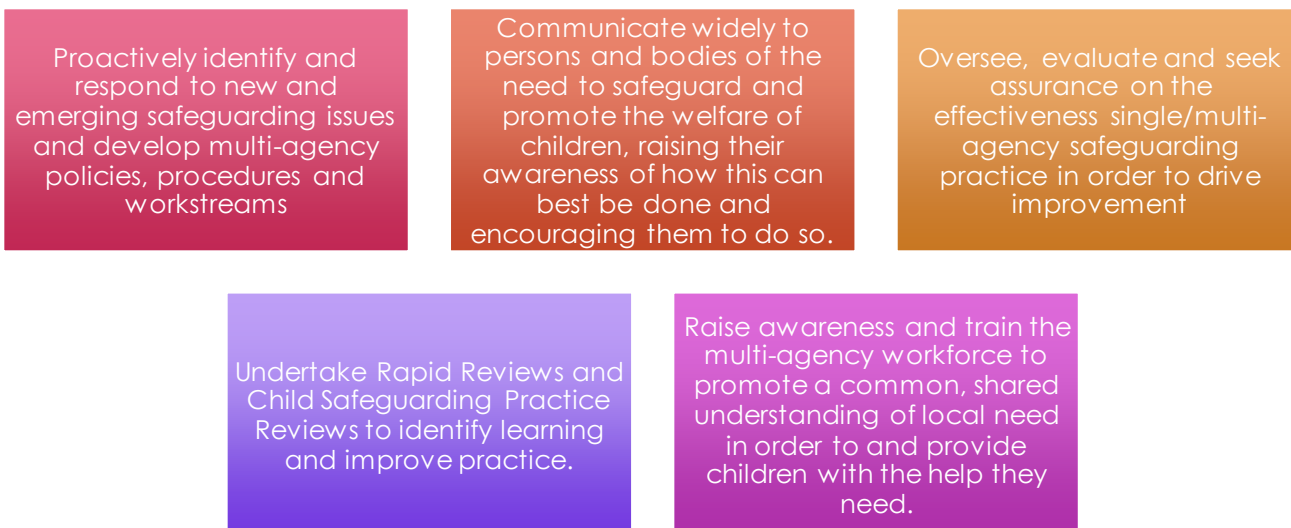 Proactively identify and
respond to new and
emerging safeguarding issues
and develop multi-agency
policies, procedures and
workstreams
Communicate widely to
persons and bodies of the
need to safeguard and
promote the welfare of
children, raising their
awareness of how this can
best be done and
encouraging them to do so.
Oversee, evaluate and seek
assurance on the
effectiveness single/multi-
agency safeguarding
practice in order to drive
improvement
Undertake Rapid Reviews and
Child Safeguarding Practice
Reviews to identify learning
and improve practice.
Raise awareness and train the
multi-agency workforce to
promote a common, shared
understanding of local need
in order to and provide
children with the help they
need.